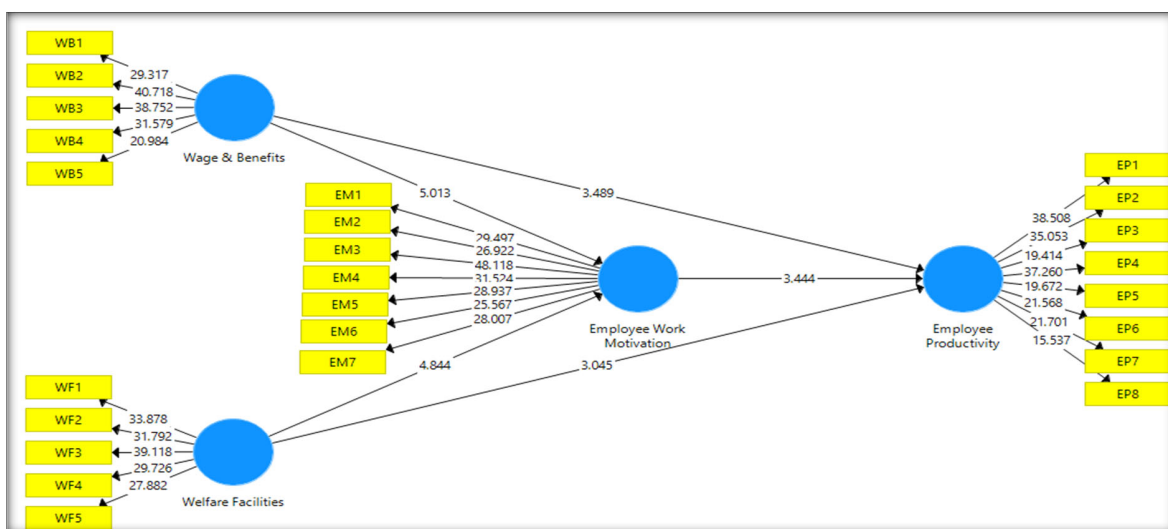 WB1
WB2
WB3
WB4
WB5
29.317
40.718
38.752
31.579
20.984
Wage & Benefits
5.013
3.489
EM1
EM2
EM3
EM4
EM5
EM6
EM7
29.497
26.922
48.118
31.524
28.937
25.567
28.007
Employee Work
Motivation
3.444
4.844
3.045
EP1
EP2
EP3
EP4
EP5
EP6
EP7
EP8
38.508
35.053
19.414
37.260
19.672
21.568
21.701
15.537
Employee
Productivity
WF1
WF2
WF3
WF4
WF5
33.878
31.792
39.118
29.726
27.882
Welfare Facilities